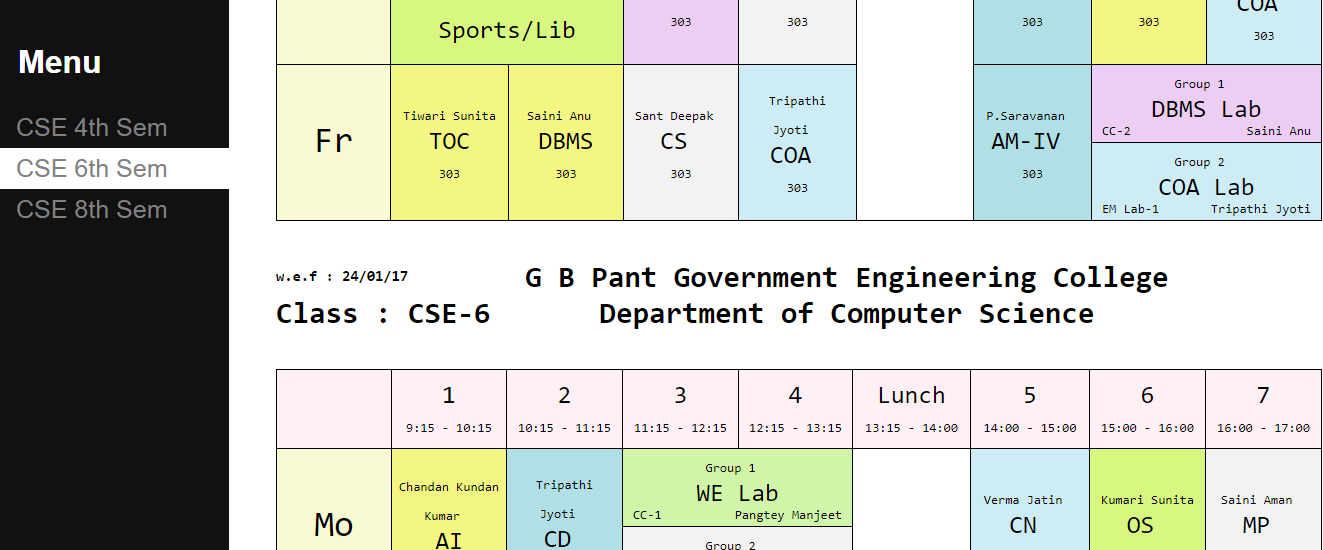 Menu
CSE 4th Sem
CSE 6th Sem
CSE 8th Sem
Sports/Lib
303
303
303
303
COA
303
Fr
Tiwari Sunita
TOC
303
Saini Anu
DBMS
303
Sant Deepak
CS
303
Tripathi
Jyoti
COA
303
P.Saravanan
AM-IV
303
Group 1
DBMS Lab
CC-2 Saini Anu
Group 2
COA Lab
EM Lab-1 Tripathi Jyoti
w.e.f : 24/01/17 G B Pant Government Engineering College
Class : CSE-6 Department of Computer Science
1 2 3 4 Lunch 5 6 7
9:15 - 10:15 10:15 - 11:15 11:15 - 12:15 12:15 - 13:15 13:15 - 14:00 14:00 - 15:00 15:00 - 16:00 16:00 - 17:00
Mo
Chandan Kundan
Kumar
AI
Tripathi
Jyoti
CD
Group 1
WE Lab
CC-1 Pangtey Manjeet
Group 2
Verma Jatin
CN
Kumari Sunita
OS
Saini Aman
MP